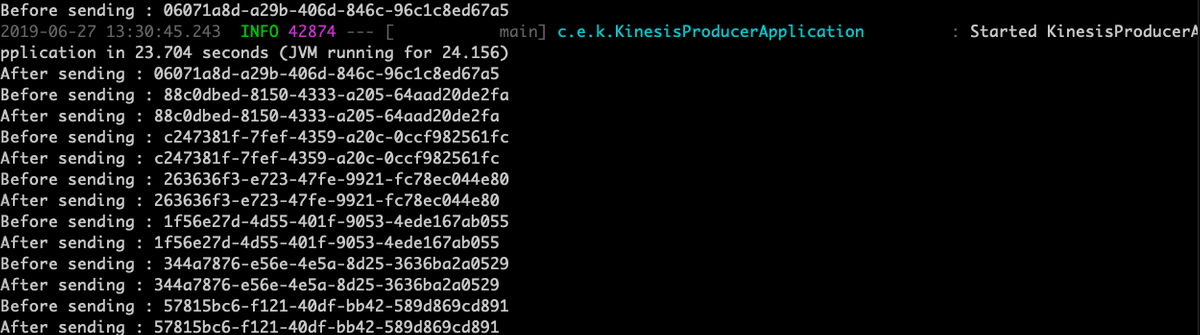 Before sending : 06071a8d-a29b-406d-846c-96c1c8ed67a5
2019-06-27 13:30:45.243  INFO 42874 --- [           main] c.e.k.KinesisProducerApplication         : Started KinesisProducerA
pplication in 23.704 seconds (JVM running for 24.156)
After sending : 06071a8d-a29b-406d-846c-96c1c8ed67a5
Before sending : 88c0dbed-8150-4333-a205-64aad20de2fa
After sending : 88c0dbed-8150-4333-a205-64aad20de2fa
Before sending : c247381f-7fef-4359-a20c-0ccf982561fc
After sending : c247381f-7fef-4359-a20c-0ccf982561fc
Before sending : 263636f3-e723-47fe-9921-fc78ec044e80
After sending : 263636f3-e723-47fe-9921-fc78ec044e80
Before sending : 1f56e27d-4d55-401f-9053-4ede167ab055
After sending : 1f56e27d-4d55-401f-9053-4ede167ab055
Before sending : 344a7876-e56e-4e5a-8d25-3636ba2a0529
After sending : 344a7876-e56e-4e5a-8d25-3636ba2a0529
Before sending : 57815bc6-f121-40df-bb42-589d869cd891
After sending : 57815bc6-f121-40df-bb42-589d869cd891